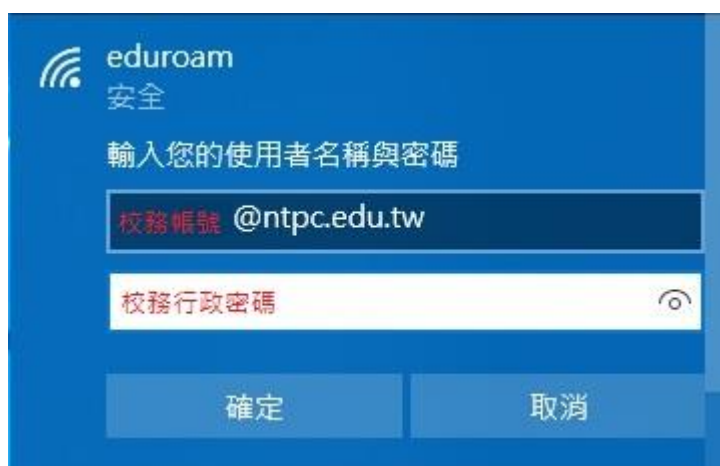 eduroam
安全
輸入您的使用者名稱與密碼
校務帳號 @ntpc.edu.tw
校務行政密碼
確定 取消